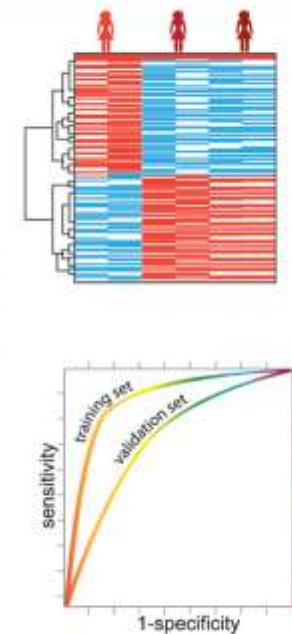 training set
validation set
sensitivity
1-specificity